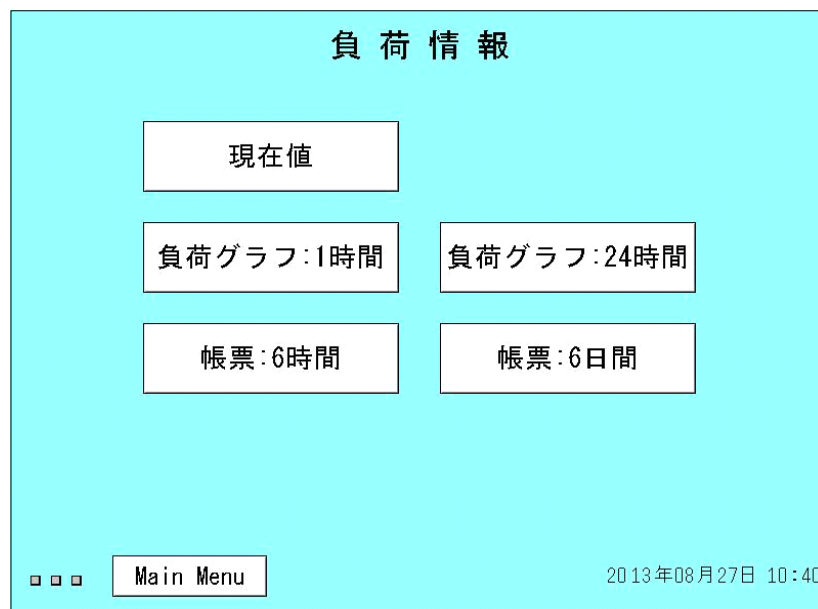 負荷情報
現在値
負荷グラフ:1時間 負荷グラフ:24時間
帳票:6時間 帳票:6日間
Main Menu 2013年08月27日 10:40